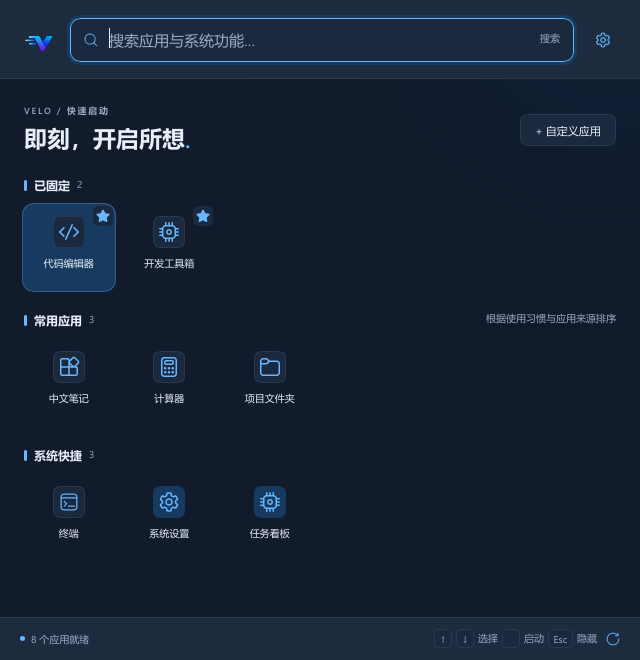 搜索应用与系统功能...
搜索
VELO / 快速启动
即刻，开启所想.
+ 自定义应用
已固定 2
代码编辑器
开发工具箱
常用应用 3
根据使用习惯与应用来源排序
中文笔记
计算器
项目文件夹
系统快捷 3
终端
系统设置
任务看板
8 个应用就绪
↑ ↓ 选择 启动 Esc 隐藏